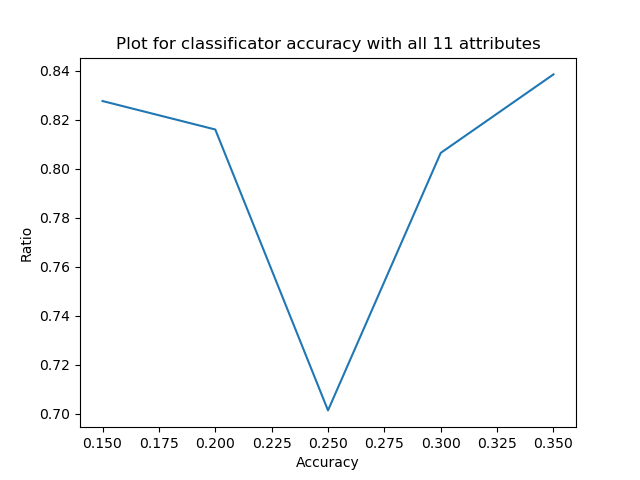 Plot for classificator accuracy with all 11 attributes
0.84
0.82
0.80
0.78
0.76
0.74
0.72
0.70
Ratio
0.150 0.175 0.200 0.225 0.250 0.275 0.300 0.325 0.350
Accuracy